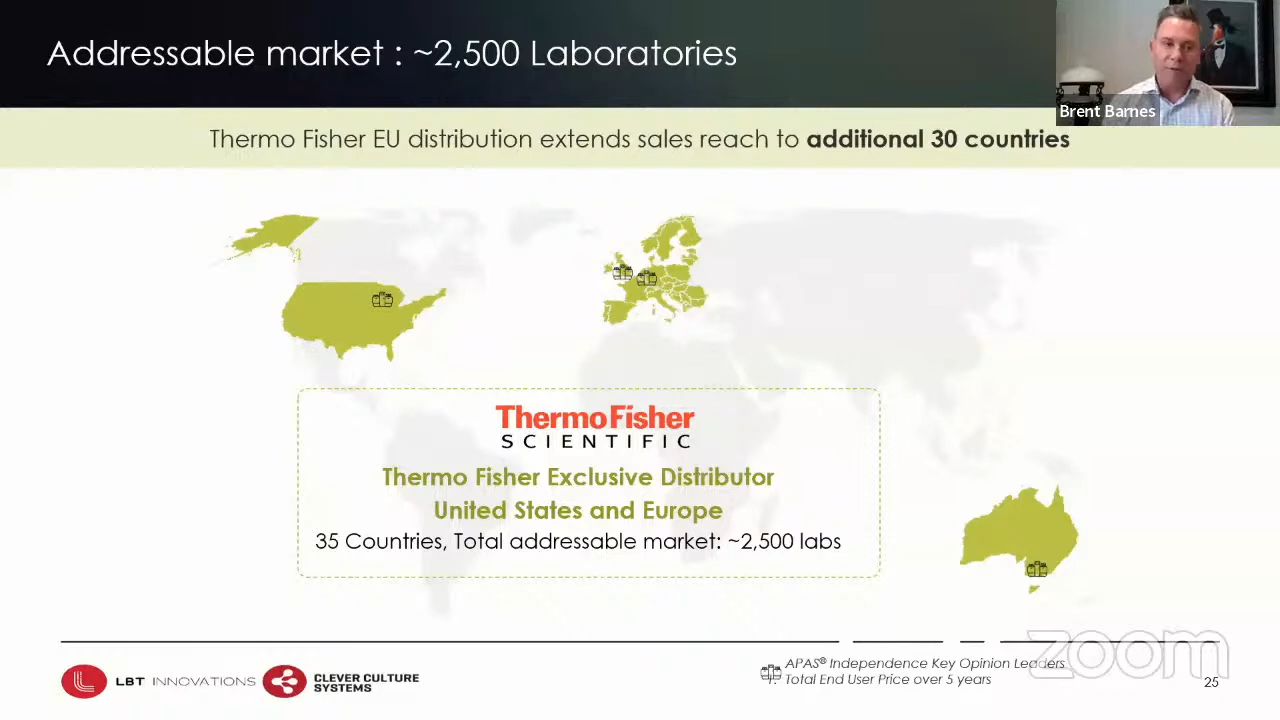 Addressable market : ~2,500 Laboratories
Brent Barnes
Thermo Fisher EU distribution extends sales reach to additional 30 countries
ThermoFisher
SCIENTIFIC
Thermo Fisher Exclusive Distributor
United States and Europe
35 Countries, Total addressable market: ~2,500 labs
zoom
APAS® Independence Key Opinion Leaders
1. Total End User Price over 5 years
25
LBT INNOVATIONS
CLEVER CULTURE
SYSTEMS